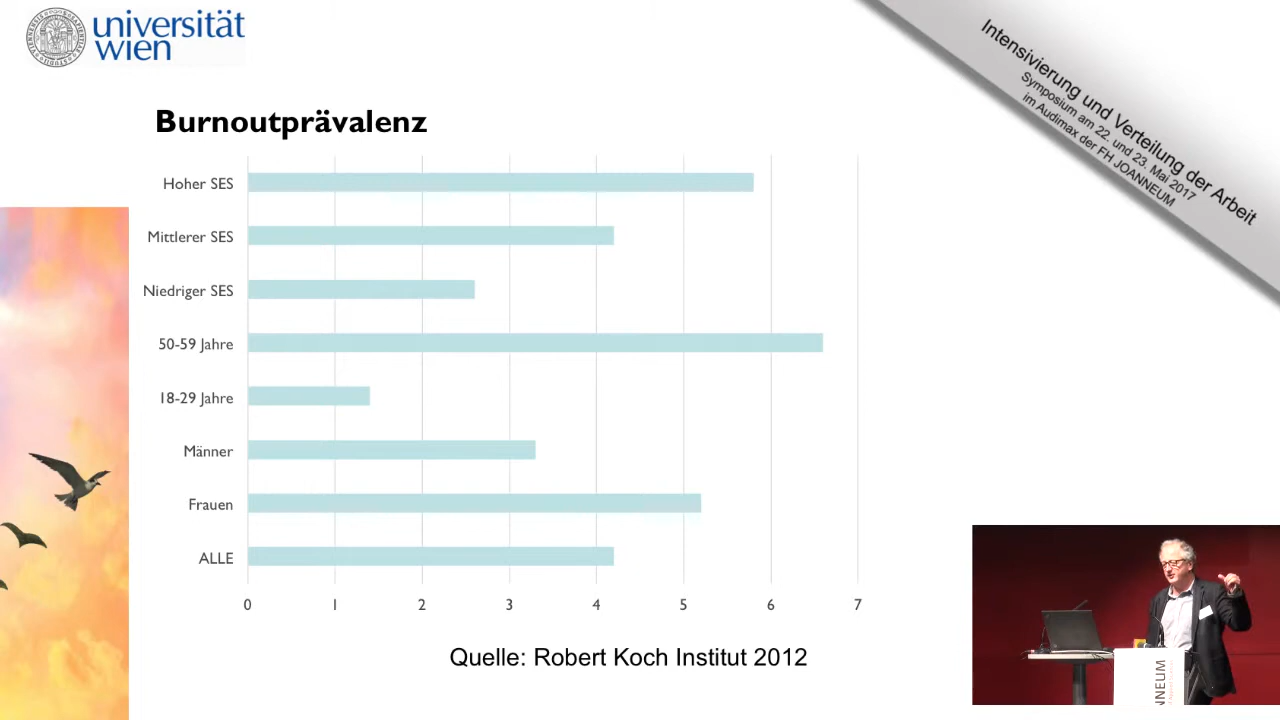 universität
wien
Intensivierung und Verteilung der Arbeit
Symposium am 22. und 23. Mai 2017
im Audimax der FH JOANNEUM
Burnoutprävalenz
Hoher SES
Mittlerer SES
Niedriger SES
50-59 Jahre
18-29 Jahre
Männer
Frauen
ALLE
0 1 2 3 4 5 6 7
Quelle: Robert Koch Institut 2012
NNEUM